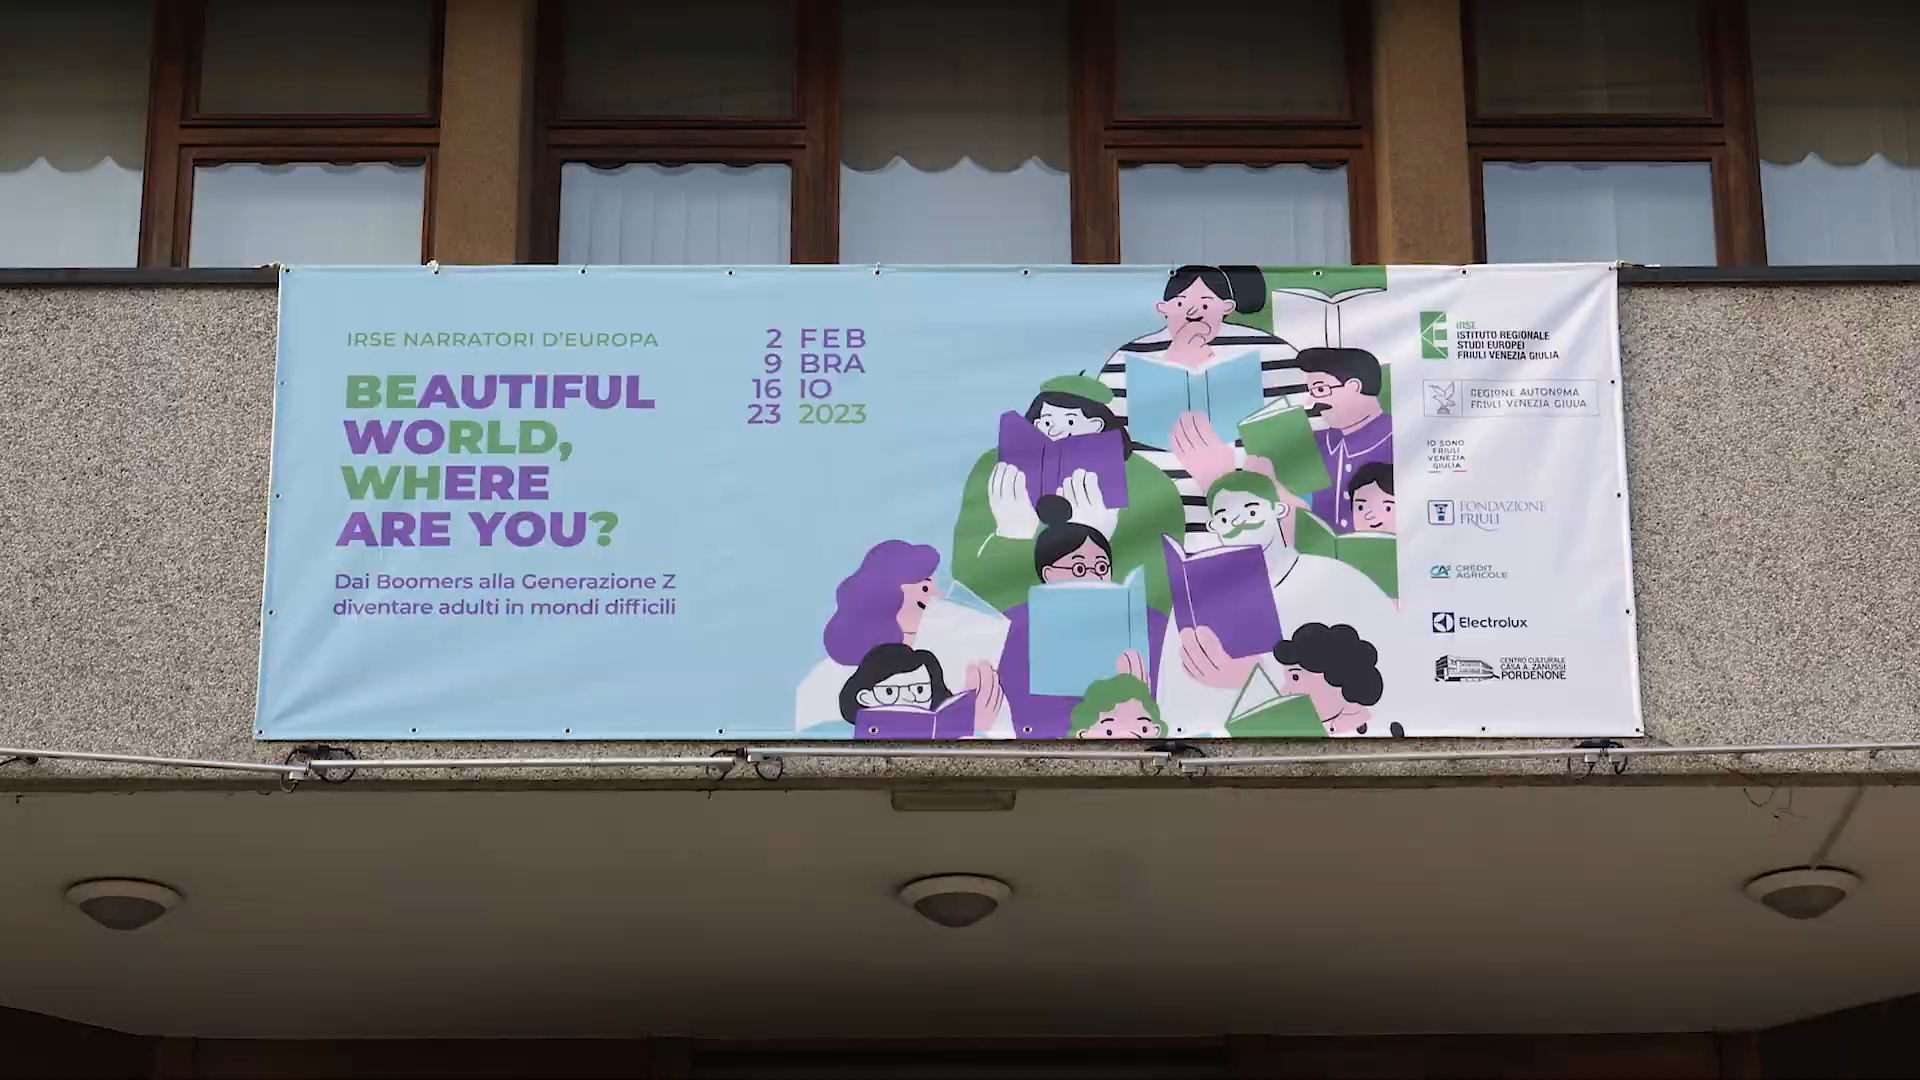 IRSE NARRATORI D'EUROPA
BEAUTIFUL
WORLD,
WHERE
ARE YOU?
Dai Boomers alla Generazione Z
diventare adulti in mondi difficili
2 FEB
9 BRA
16 IO
23 2023
IRSE
ISTITUTO REGIONALE
STUDI EUROPEI
FRIULI VENEZIA GIULIA
REGIONE AUTONOMA
FRIULI VENEZIA GIULIA
IO SONO
FRIULI
VENEZIA
GIULIA
FONDAZIONE
FRIULI
CA
CRÉDIT
AGRICOLE
Electrolux
CENTRO CULTURALE
CASA A. ZANUSSI
PORDENONE